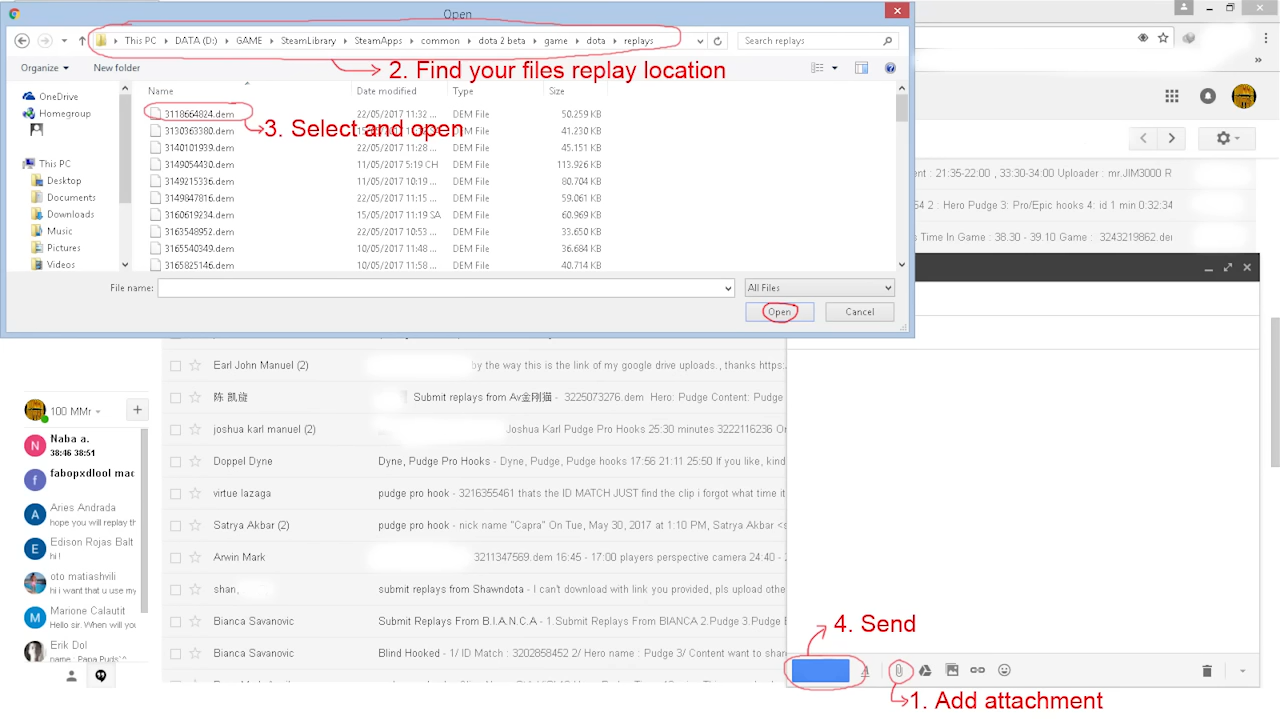 Open
This PC DATA (D:) GAME SteamLibrary SteamApps common dota 2 beta game dota replays
Search replays
Organize New folder
2. Find your files replay location
Name Date modified Type Size
OneDrive
Homegroup
This PC
Desktop
Documents
Downloads
Music
Pictures
Videos
3118664824.dem 22/05/2017 11:32 ... DEM File 50.259 KB
3. Select and open
3130363380.dem DEM File 41.230 KB
3140101939.dem 22/05/2017 11:28 ... DEM File 45.151 KB
3149054430.dem 11/05/2017 5:19 CH DEM File 113.926 KB
3149215336.dem 11/05/2017 10:19 ... DEM File 80.704 KB
3149847816.dem 22/05/2017 11:15 ... DEM File 59.061 KB
3160619234.dem 15/05/2017 11:19 SA DEM File 60.969 KB
3163548952.dem 22/05/2017 10:53 ... DEM File 33.650 KB
3165540349.dem 10/05/2017 11:48 ... DEM File 36.684 KB
3165825146.dem 10/05/2017 11:58 ... DEM File 40.714 KB
File name:
All Files
Open Cancel
ent : 21:35-22:00 , 33:30-34:00 Uploader : mr.JIM3000 R
54 2 : Hero Pudge 3: Pro/Epic hooks 4: id 1 min 0:32:34
s Time In Game : 38.30 - 39.10 Game : 3243219862.der
Earl John Manuel (2) by the way this is the link of my google drive uploads., thanks https:
陈 凯旋 Submit replays from Av金刚猫 - 3225073276.dem Hero: Pudge Content: Pudge
joshua karl manuel (2) Joshua Karl Pudge Pro Hooks 25:30 minutes 3222116236 On
Doppel Dyne Dyne, Pudge Pro Hooks - Dyne, Pudge, Pudge hooks 17:56 21:11 25:50 If you like, kind
virtue lazaga pudge pro hook - 3216355461 thats the ID MATCH JUST find the clip i forgot what time it
Satrya Akbar (2) pudge pro hook - nick name "Capra" On Tue, May 30, 2017 at 1:10 PM, Satrya Akbar <s
Arwin Mark 3211347569.dem 16:45 - 17:00 players perspective camera 24:40 - 2
shan, submit replays from Shawndota - I can't download with link you provided, pls upload other
Bianca Savanovic Submit Replays From B.I.A.N.C.A - 1.Submit Replays From BIANCA 2.Pudge 3.Pudge B
Bianca Savanovic Blind Hooked - 1/ ID Match : 3202858452 2/ Hero name : Pudge 3/ Content want to share
100 MMr
Naba a.
38:46 38:51
fabopxdlool mac
Aries Andrada
hope you will replay th
Edison Rojas Balt
hi !
oto matiashvili
hi i want that u use my
Marione Calautit
Hello sir. When will you
Erik Dol
name : Papa Puds`^
4. Send
1. Add attachment